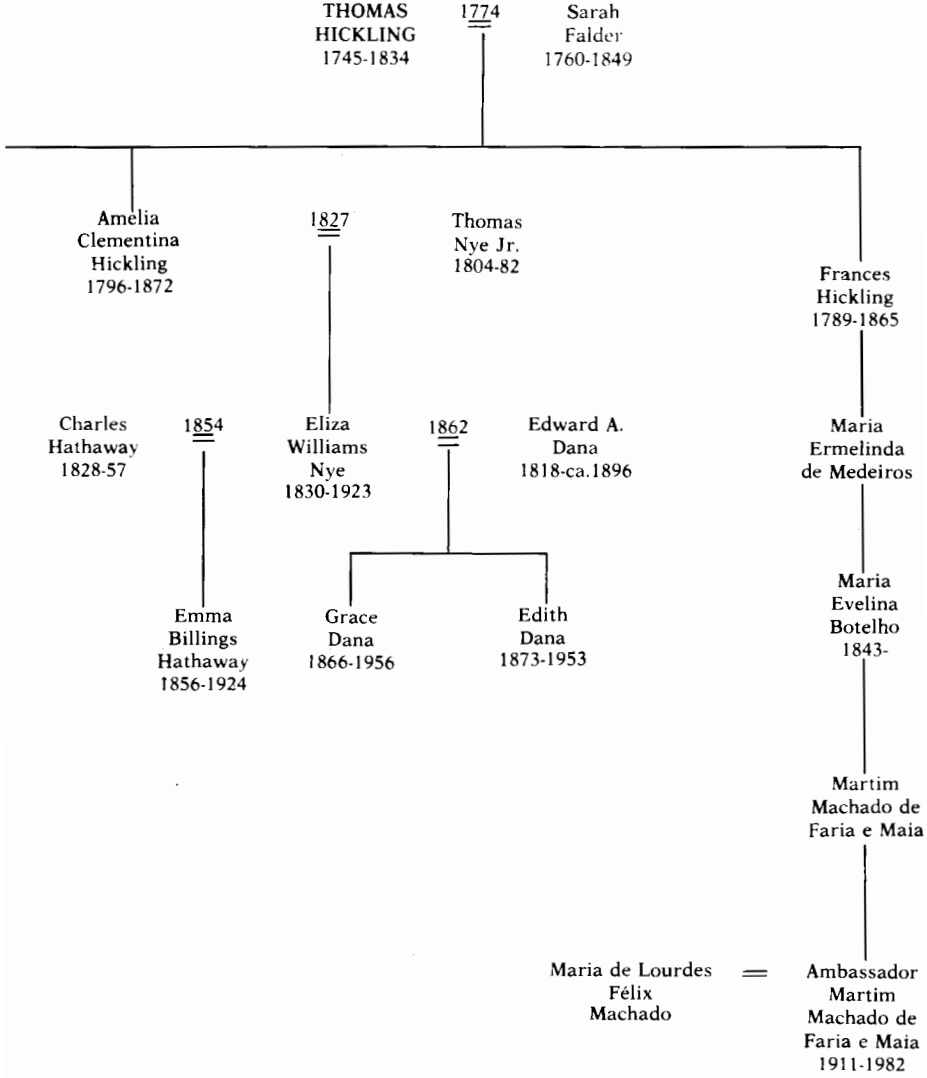 THOMAS
HICKLING
1745-1834
1774
Sarah
Falder
1760-1849
Amelia
Clementina
Hickling
1796-1872
1827
Thomas
Nye Jr.
1804-82
Frances
Hickling
1789-1865
Charles
Hathaway
1828-57
1854
Eliza
Williams
Nye
1830-1923
1862
Edward A.
Dana
1818-ca.1896
Maria
Ermelinda
de Medeiros
Emma
Billings
Hathaway
1856-1924
Grace
Dana
1866-1956
Edith
Dana
1873-1953
Maria
Evelina
Botelho
1843-
Martim
Machado de
Faria e Maia
Maria de Lourdes
Félix
Machado
=
Ambassador
Martim
Machado de
Faria e Maia
1911-1982